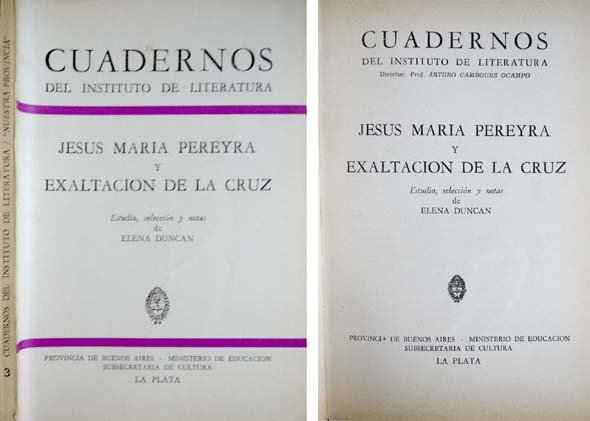 3 CUADERNOS DEL INSTITUTO DE LITERATURA / "NUESTRA PROVINCIA"
CUADERNOS
DEL INSTITUTO DE LITERATURA
JESUS MARIA PEREYRA
Y
EXALTACION DE LA CRUZ
Estudio, selección y notas
de
ELENA DUNCAN
PROVINCIA DE BUENOS AIRES - MINISTERIO DE EDUCACION
SUBSECRETARIA DE CULTURA
LA PLATA
CUADERNOS
DEL INSTITUTO DE LITERATURA
Director: Prof. ARTURO CAMBOURS OCAMPO
JESUS MARIA PEREYRA
Y
EXALTACION DE LA CRUZ
Estudio, selección y notas
de
ELENA DUNCAN
PROVINCIA DE BUENOS AIRES - MINISTERIO DE EDUCACION
SUBSECRETARIA DE CULTURA
LA PLATA